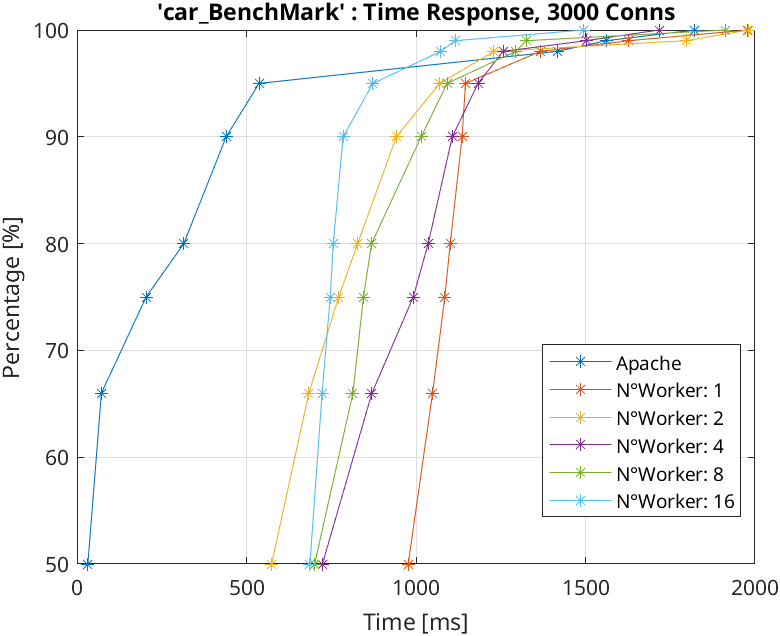 'car_BenchMark' : Time Response, 3000 Conns
100
90
80
70
60
50
Percentage [%]
0 500 1000 1500 2000
Time [ms]
Apache
N°Worker: 1
N°Worker: 2
N°Worker: 4
N°Worker: 8
N°Worker: 16